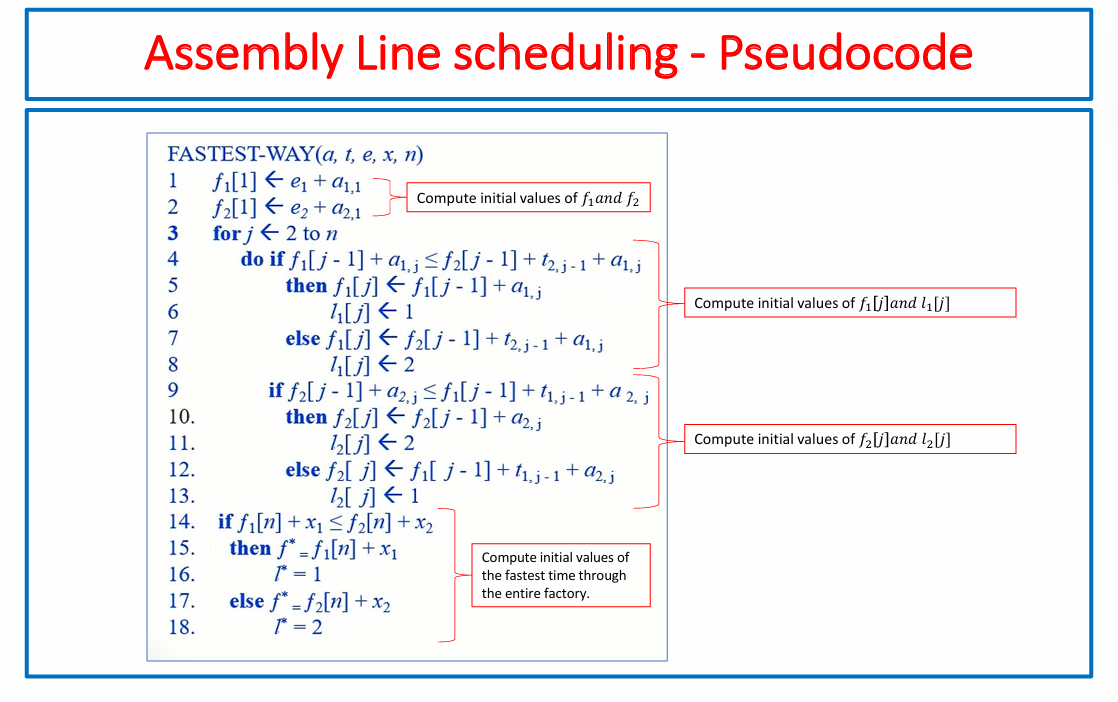 Assembly Line scheduling - Pseudocode
FASTEST-WAY(a, t, e, x, n)
1 f₁[1] ← e₁ + a₁,₁
2 f₂[1] ← e₂ + a₂,₁
Compute initial values of f₁and f₂
3 for j ← 2 to n
4 do if f₁[ j - 1] + a₁, j ≤ f₂[ j - 1] + t₂, j - 1 + a₁, j
5 then f₁[ j] ← f₁[ j - 1] + a₁, j
6 l₁[ j] ← 1
7 else f₁[ j] ← f₂[ j - 1] + t₂, j - 1 + a₁, j
8 l₁[ j] ← 2
Compute initial values of f₁[j]and l₁[j]
9 if f₂[ j - 1] + a₂, j ≤ f₁[ j - 1] + t₁, j - 1 + a ₂, j
10. then f₂[ j] ← f₂[ j - 1] + a₂, j
11. l₂[ j] ← 2
12. else f₂[ j] ← f₁[ j - 1] + t₁, j - 1 + a₂, j
13. l₂[ j] ← 1
Compute initial values of f₂[j]and l₂[j]
14. if f₁[n] + x₁ ≤ f₂[n] + x₂
15. then f* = f₁[n] + x₁
16. l* = 1
17. else f* = f₂[n] + x₂
18. l* = 2
Compute initial values of
the fastest time through
the entire factory.